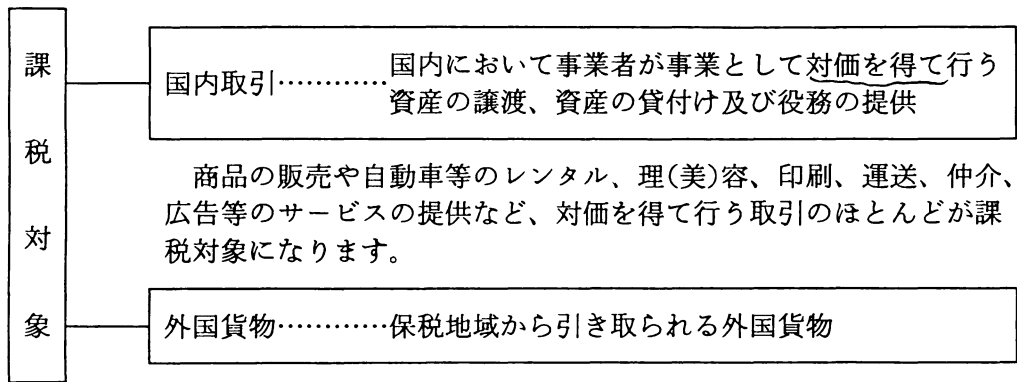 課税対象
国内取引…………国内において事業者が事業として対価を得て行う
資産の譲渡、資産の貸付け及び役務の提供
商品の販売や自動車等のレンタル、理(美)容、印刷、運送、仲介、
広告等のサービスの提供など、対価を得て行う取引のほとんどが課
税対象になります。
外国貨物…………保税地域から引き取られる外国貨物